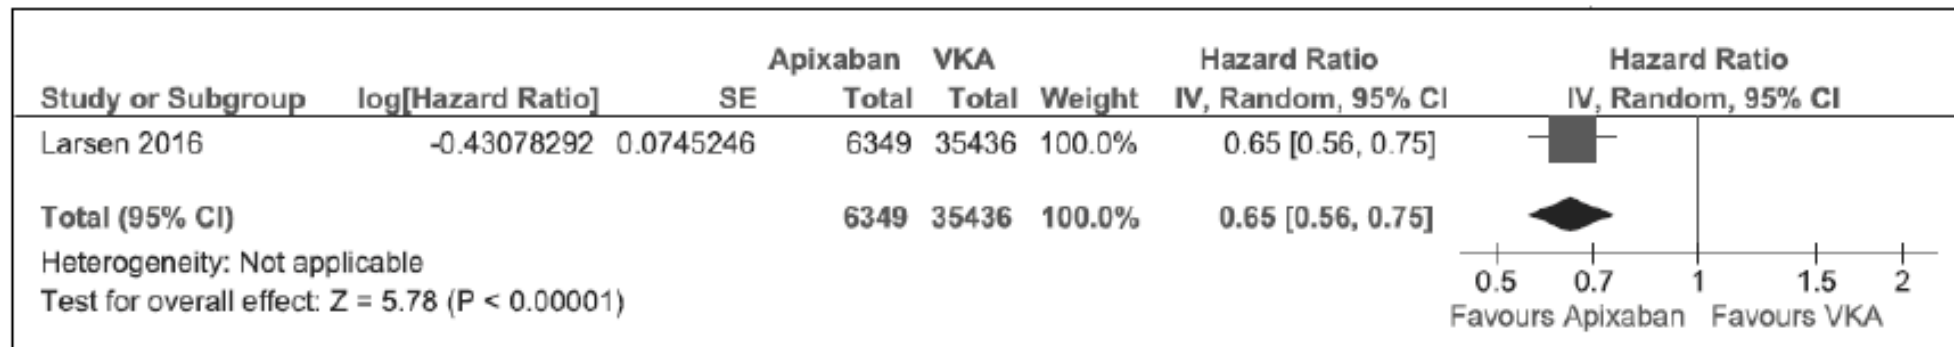 Apixaban VKA Hazard Ratio Hazard Ratio
Study or Subgroup log[Hazard Ratio] SE Total Total Weight IV, Random, 95% CI IV, Random, 95% CI
Larsen 2016 -0.43078292 0.0745246 6349 35436 100.0% 0.65 [0.56, 0.75]
Total (95% CI) 6349 35436 100.0% 0.65 [0.56, 0.75]
Heterogeneity: Not applicable
Test for overall effect: Z = 5.78 (P < 0.00001)
0.5 0.7 1 1.5 2
Favours Apixaban Favours VKA